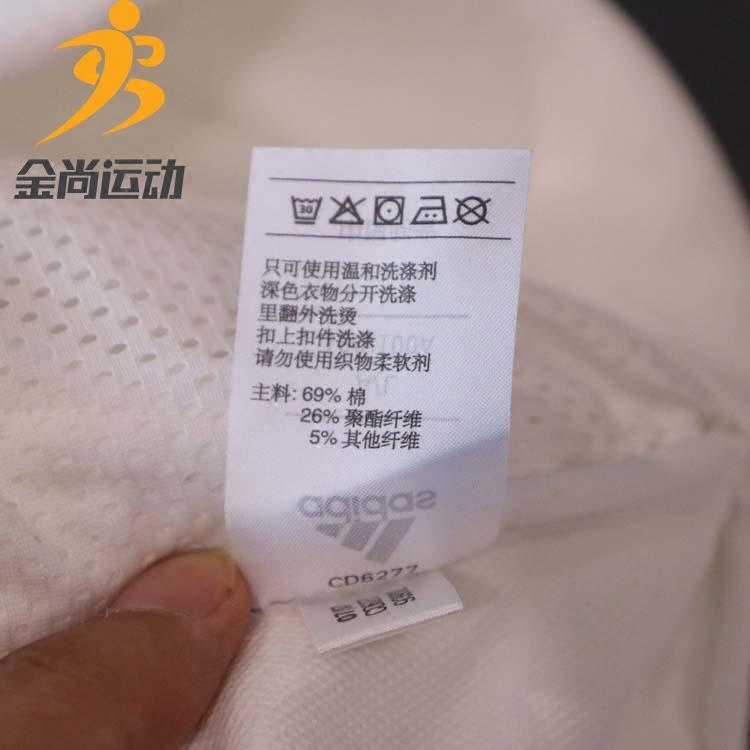 金尚运动
30
只可使用温和洗涤剂
深色衣物分开洗涤
里翻外洗烫
扣上扣件洗涤
请勿使用织物柔软剂
主料: 69% 棉
26% 聚酯纤维
5% 其他纤维
adidas
CD6277